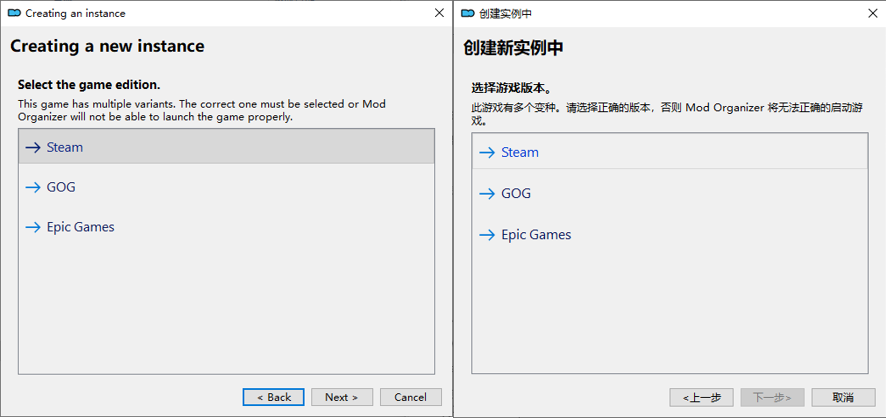 Creating an instance
Creating a new instance
Select the game edition.
This game has multiple variants. The correct one must be selected or Mod
Organizer will not be able to launch the game properly.
Steam
GOG
Epic Games
< Back
Next >
Cancel
创建实例中
创建新实例中
选择游戏版本。
此游戏有多个变种。请选择正确的版本，否则 Mod Organizer 将无法正确的启动游
戏。
Steam
GOG
Epic Games
<上一步
下一步>
取消